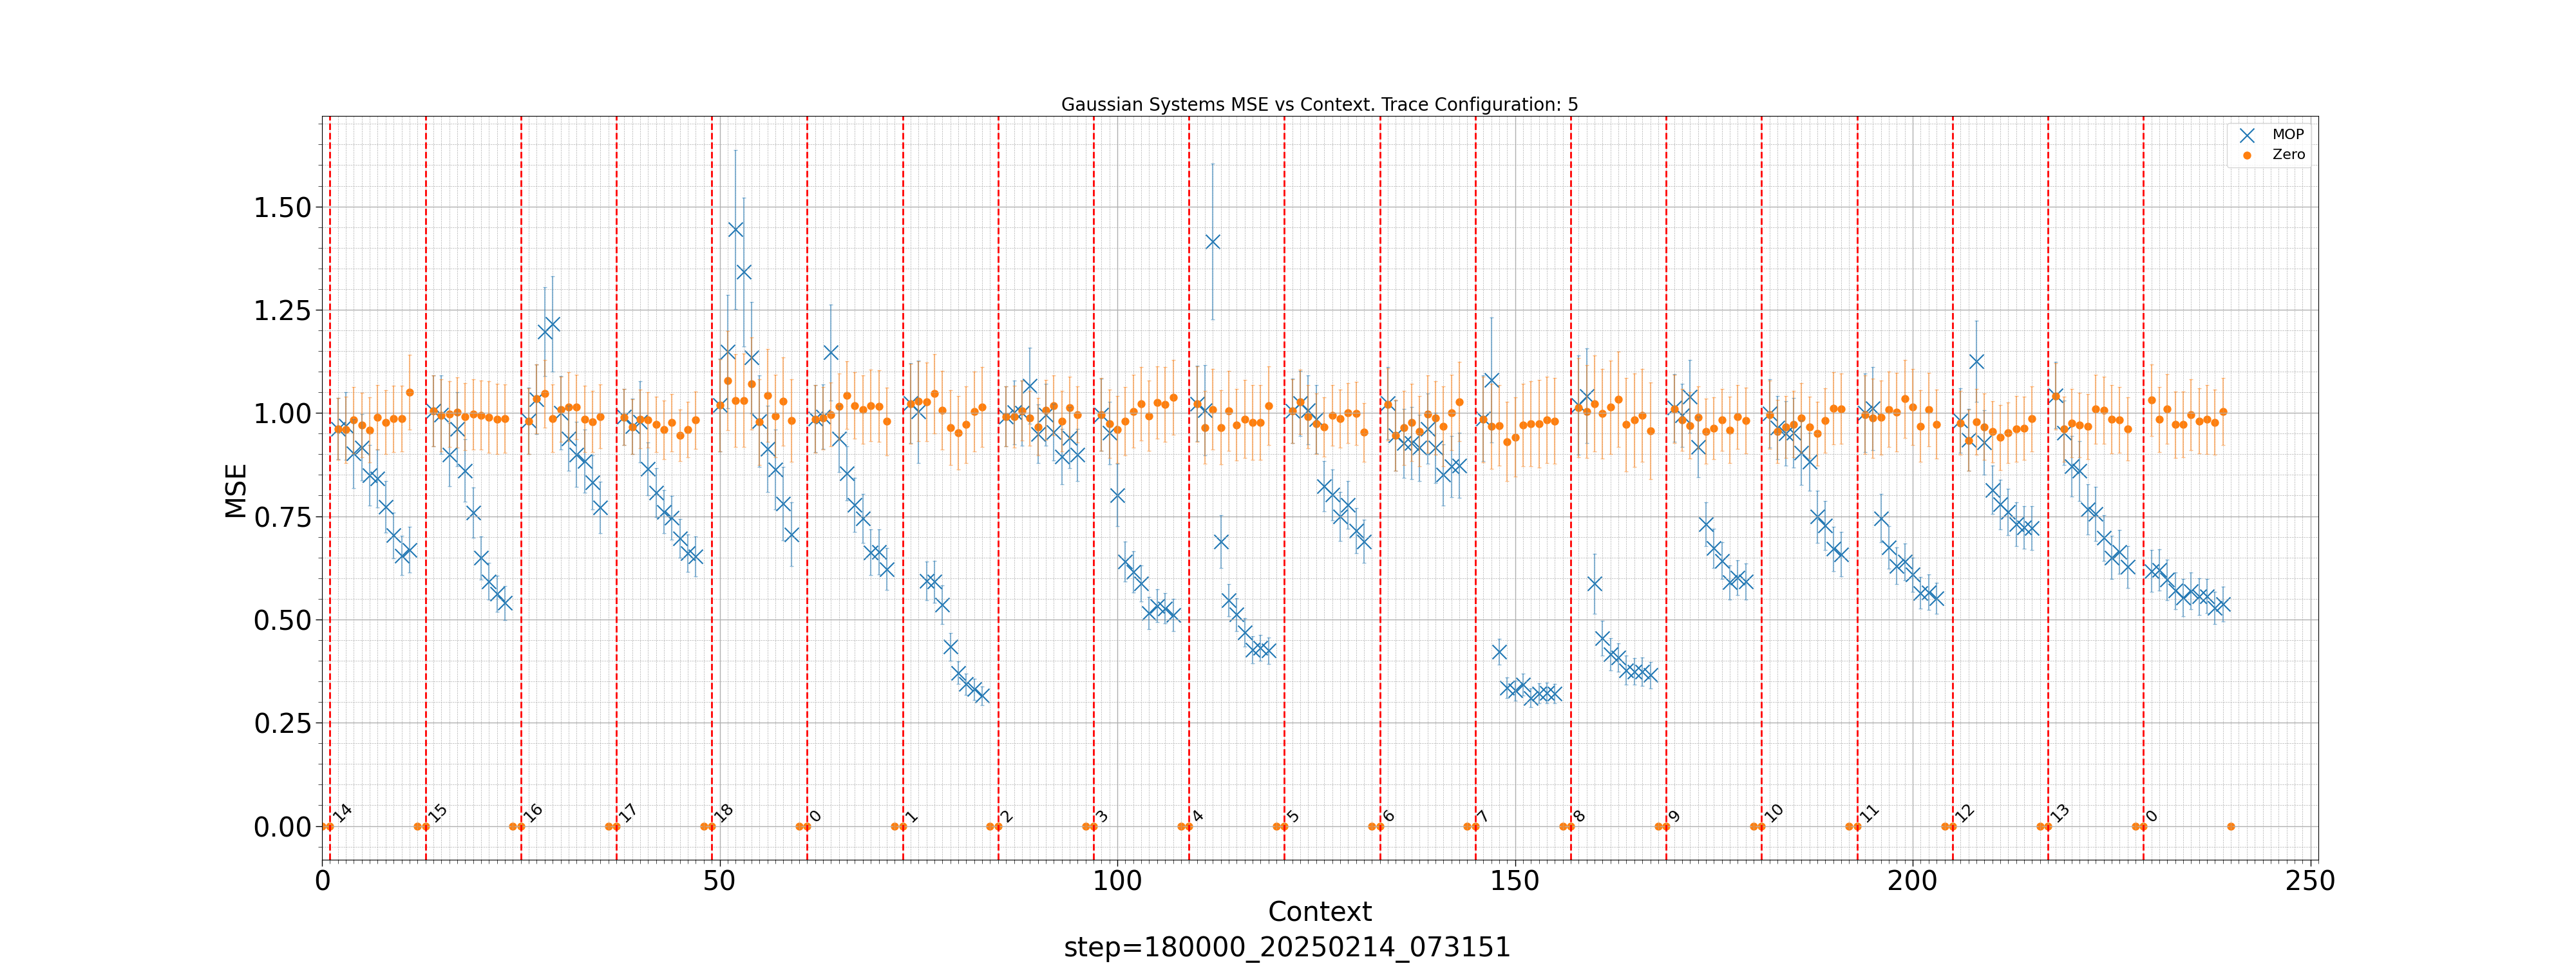 Gaussian Systems MSE vs Context. Trace Configuration: 5
MOP
Zero
1.50
1.25
1.00
0.75
0.50
0.25
0.00
MSE
14 15 16 17 18 0 1 2 3 4 5 6 7 8 9 10 11 12 13 0
0 50 100 150 200 250
Context
step=180000_20250214_073151